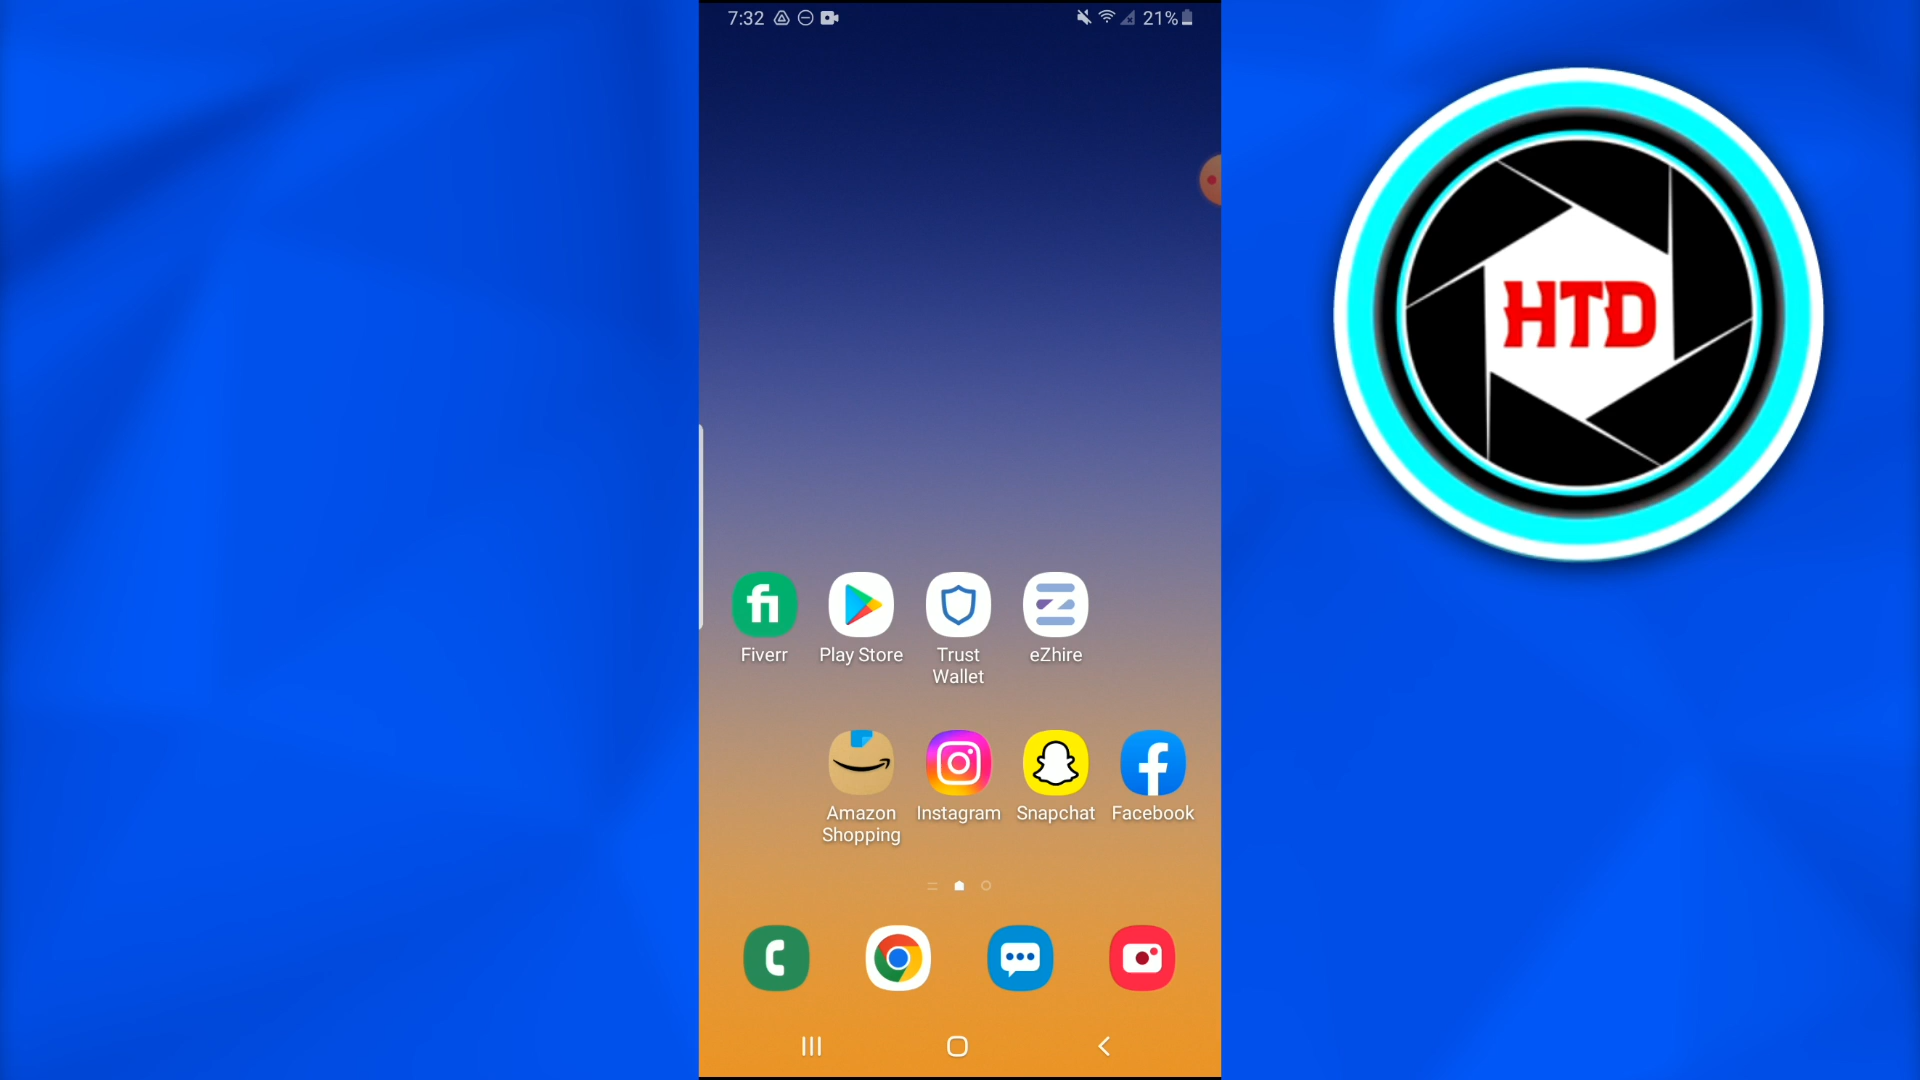 7:32
21%
HTD
Fiverr
Play Store
Trust
Wallet
eZhire
Amazon
Shopping
Instagram
Snapchat
Facebook